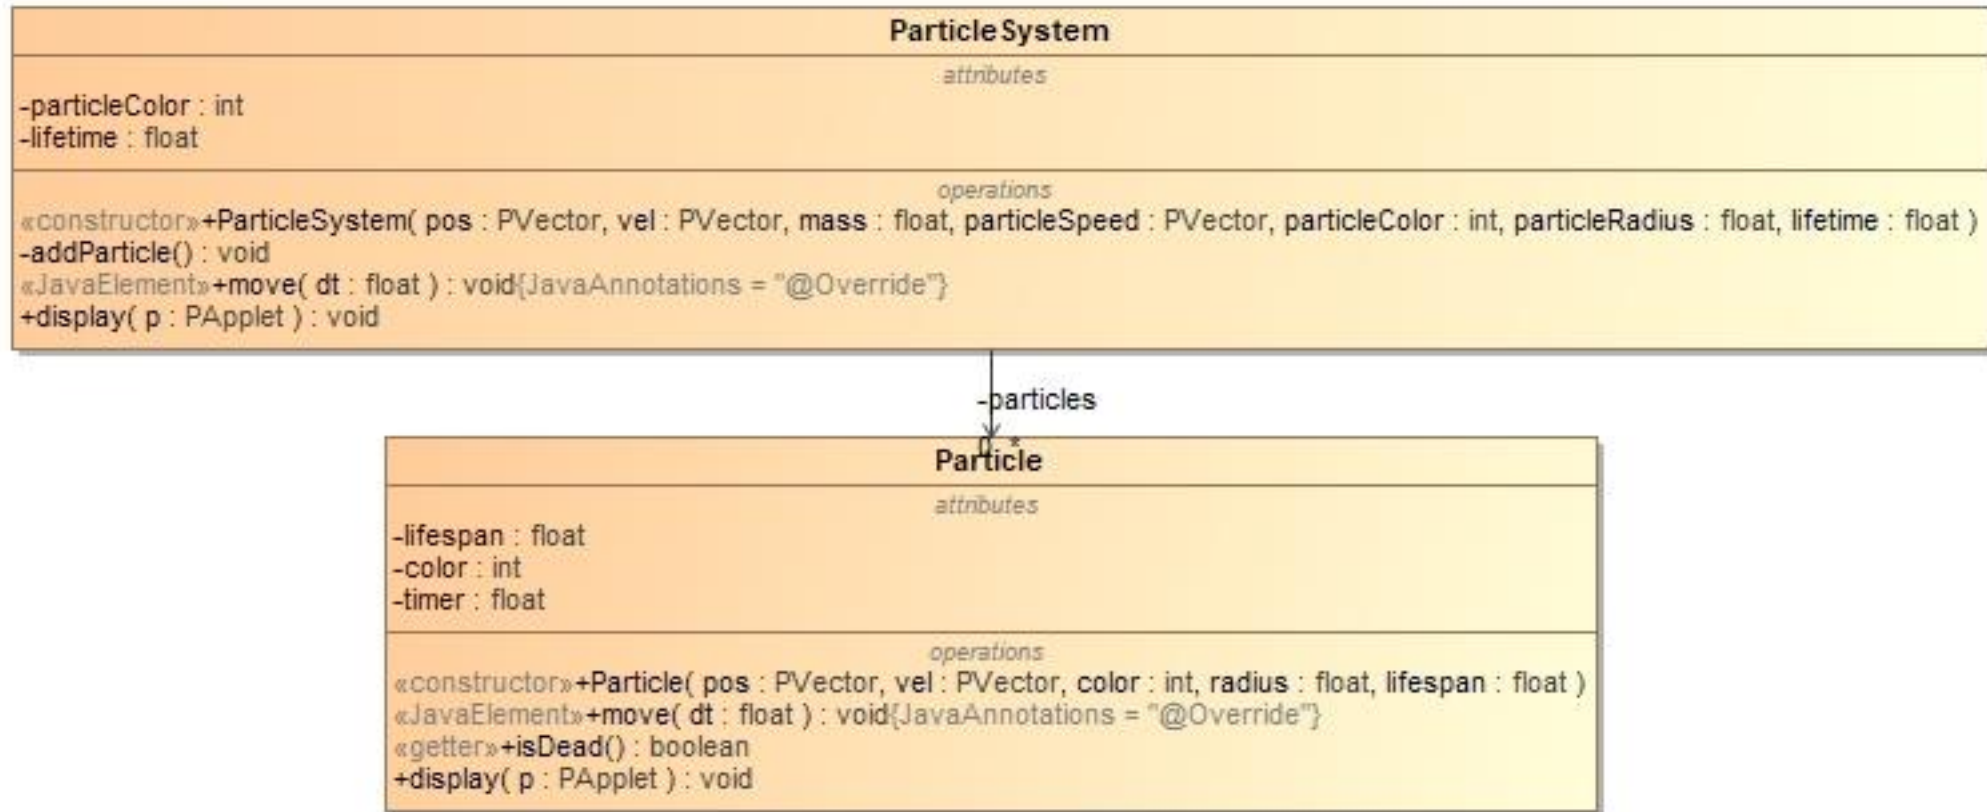 ParticleSystem
attributes
-particleColor : int
-lifetime : float
operations
«constructor»+ParticleSystem( pos : PVector, vel : PVector, mass : float, particleSpeed : PVector, particleColor : int, particleRadius : float, lifetime : float )
-addParticle() : void
«JavaElement»+move( dt : float ) : void{JavaAnnotations = "@Override"}
+display( p : PApplet ) : void
-particles
0..*
Particle
attributes
-lifespan : float
-color : int
-timer : float
operations
«constructor»+Particle( pos : PVector, vel : PVector, color : int, radius : float, lifespan : float )
«JavaElement»+move( dt : float ) : void{JavaAnnotations = "@Override"}
«getter»+isDead() : boolean
+display( p : PApplet ) : void